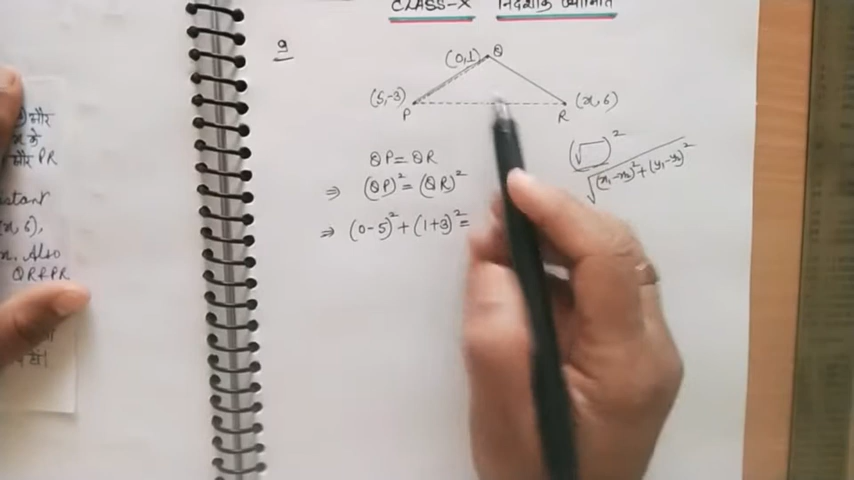 CLASS-X निर्देशांक ज्यामिति
9
(0,1) Q
(5,-3)
P
R
(x,6)
QP = QR
⇒ (QP)² = (QR)²
⇒ (0-5)² + (1+3)² =
(√)²
√(x₁-x₂)²+(y₁-y₂)²
और
x के
और PR
istant
(x, 6),
x. Also
QR & PR